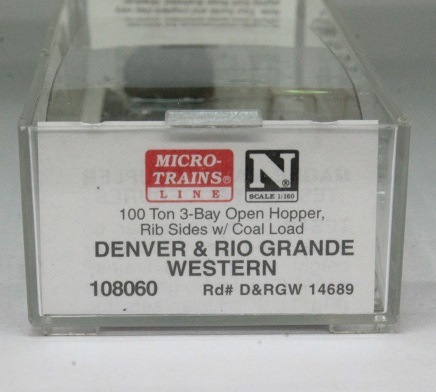 MICRO-
TRAINS®
LINE
N®
SCALE 1:160
100 Ton 3-Bay Open Hopper,
Rib Sides w/ Coal Load
DENVER & RIO GRANDE
WESTERN
108060 Rd# D&RGW 14689